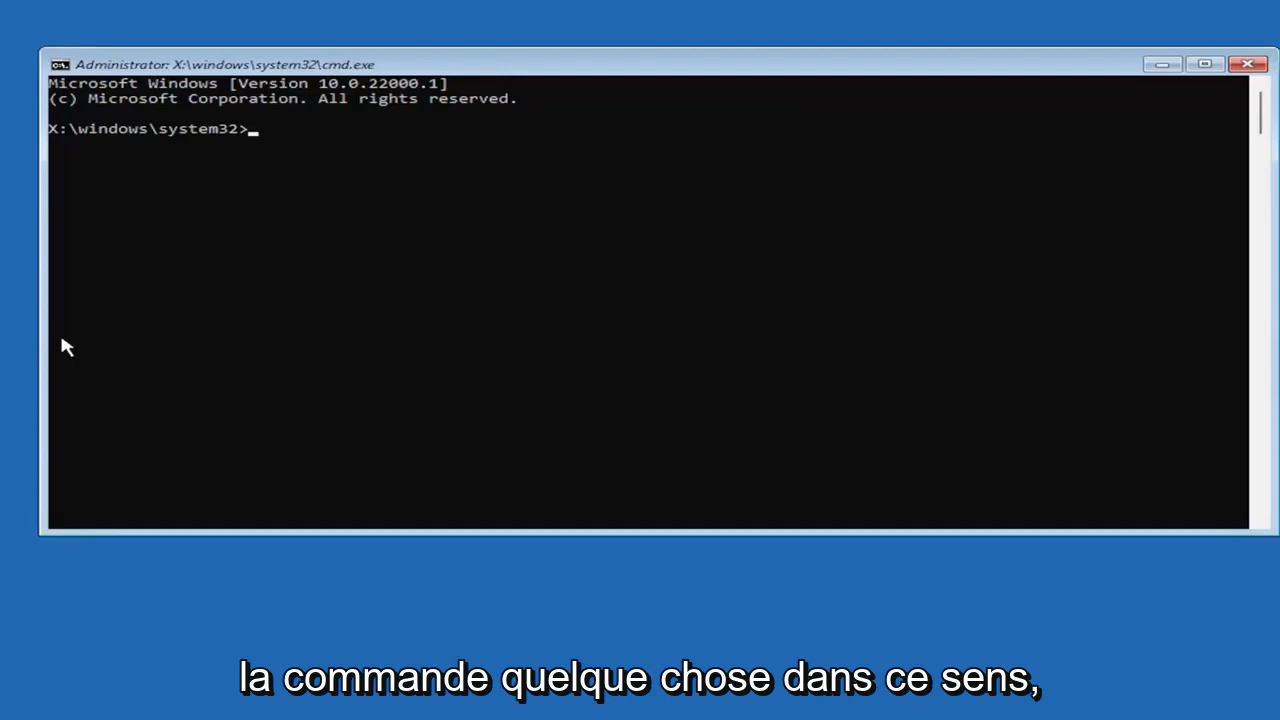 Administrator: X:\windows\system32\cmd.exe
Microsoft Windows [Version 10.0.22000.1]
(c) Microsoft Corporation. All rights reserved.
X:\windows\system32>_
la commande quelque chose dans ce sens,